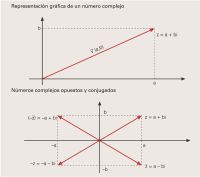 Representación gráfica de un número complejo
b
z = a + bi
a
Números complejos opuestos y conjugados
b
(-z̄) = -a + bi
z = a + bi
-a
a
-z = -a - bi
z̄ = a - bi
-b